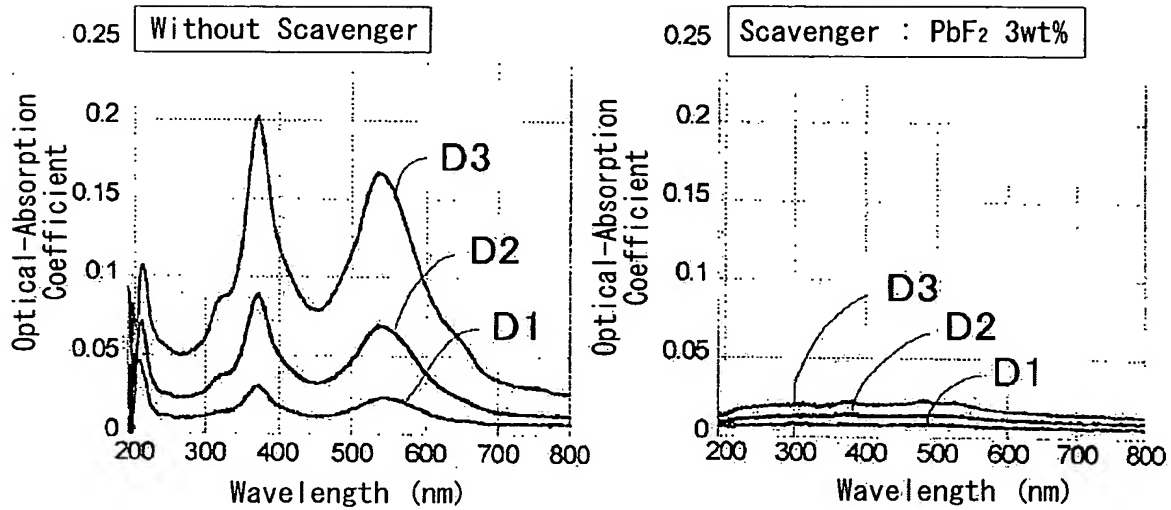 Without Scavenger
0.25
0.2
0.15
0.1
0.05
0
Optical-Absorption
Coefficient
D3
D2
D1
200 300 400 500 600 700 800
Wavelength (nm)
Scavenger : PbF2 3wt%
0.25
0.2
0.15
0.1
0.05
0
Optical-Absorption
Coefficient
D3
D2
D1
200 300 400 500 600 700 800
Wavelength (nm)